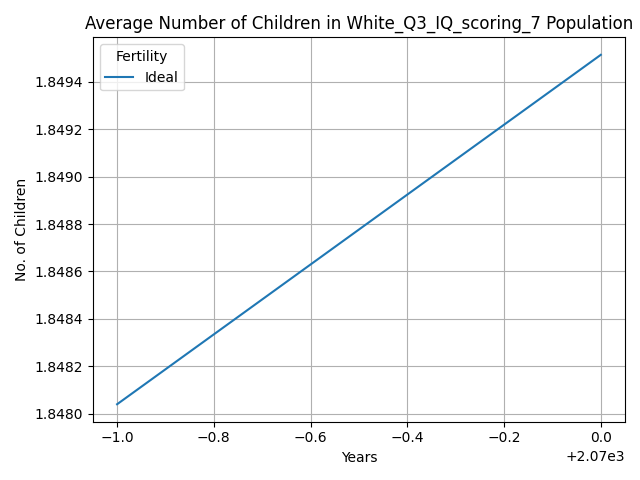 Average Number of Children in White_Q3_IQ_scoring_7 Population
Fertility
Ideal
No. of Children
1.8494
1.8492
1.8490
1.8488
1.8486
1.8484
1.8482
1.8480
−1.0 −0.8 −0.6 −0.4 −0.2 0.0
+2.07e3
Years